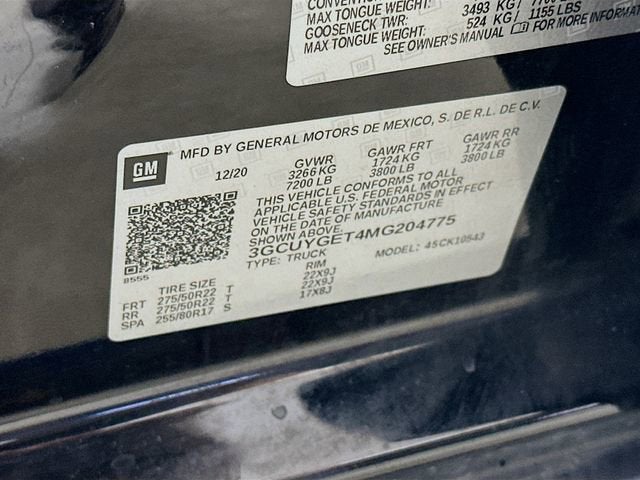 MAX TONGUE WEIGHT: 3493 KG/
GOOSENECK TWR:
MAX TONGUE WEIGHT: 524 KG/ 1155 LBS
SEE OWNER'S MANUAL FOR MORE INFORMATION
GM
MFD BY GENERAL MOTORS DE MEXICO, S. DE R.L. DE C.V.
12/20 GVWR GAWR FRT GAWR RR
3266 KG 1724 KG 1724 KG
7200 LB 3800 LB 3800 LB
THIS VEHICLE CONFORMS TO ALL
APPLICABLE U.S. FEDERAL MOTOR
VEHICLE SAFETY STANDARDS IN EFFECT
ON THE DATE OF MANUFACTURE
SHOWN ABOVE.
3GCUYGET4MG204775
TYPE: TRUCK MODEL: 45CK10543
8555
TIRE SIZE RIM
FRT 275/50R22 T 22X9J
RR 275/50R22 T 22X9J
SPA 255/80R17 S 17X8J